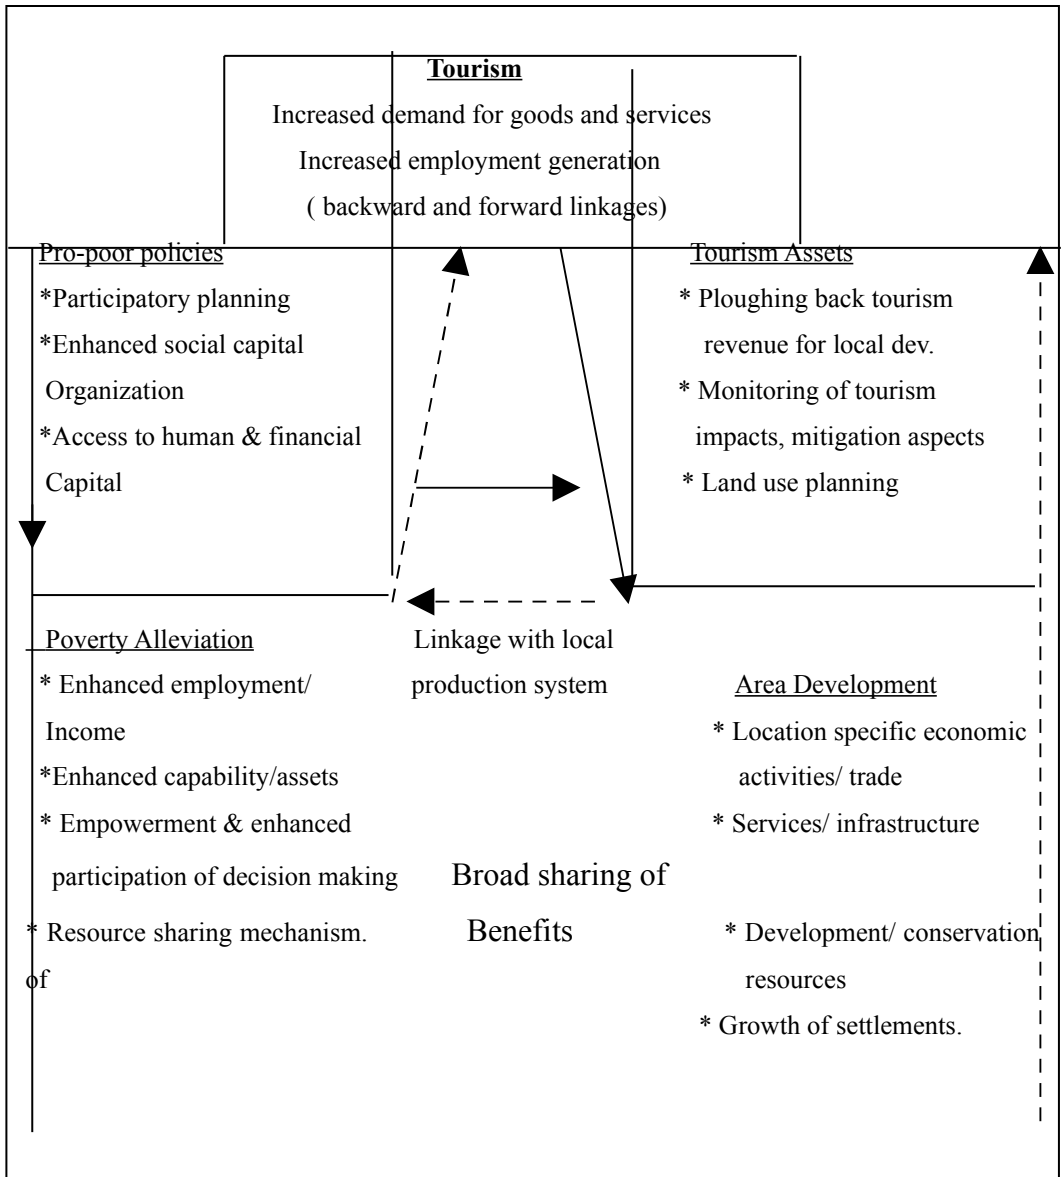 Tourism
Increased demand for goods and services
Increased employment generation
( backward and forward linkages)
Pro-poor policies
*Participatory planning
*Enhanced social capital
Organization
*Access to human & financial
Capital
Tourism Assets
* Ploughing back tourism
revenue for local dev.
* Monitoring of tourism
impacts, mitigation aspects
* Land use planning
Poverty Alleviation
* Enhanced employment/
Income
*Enhanced capability/assets
* Empowerment & enhanced
participation of decision making
* Resource sharing mechanism.
of
Linkage with local
production system
Broad sharing of
Benefits
Area Development
* Location specific economic
activities/ trade
* Services/ infrastructure
* Development/ conservation
resources
* Growth of settlements.